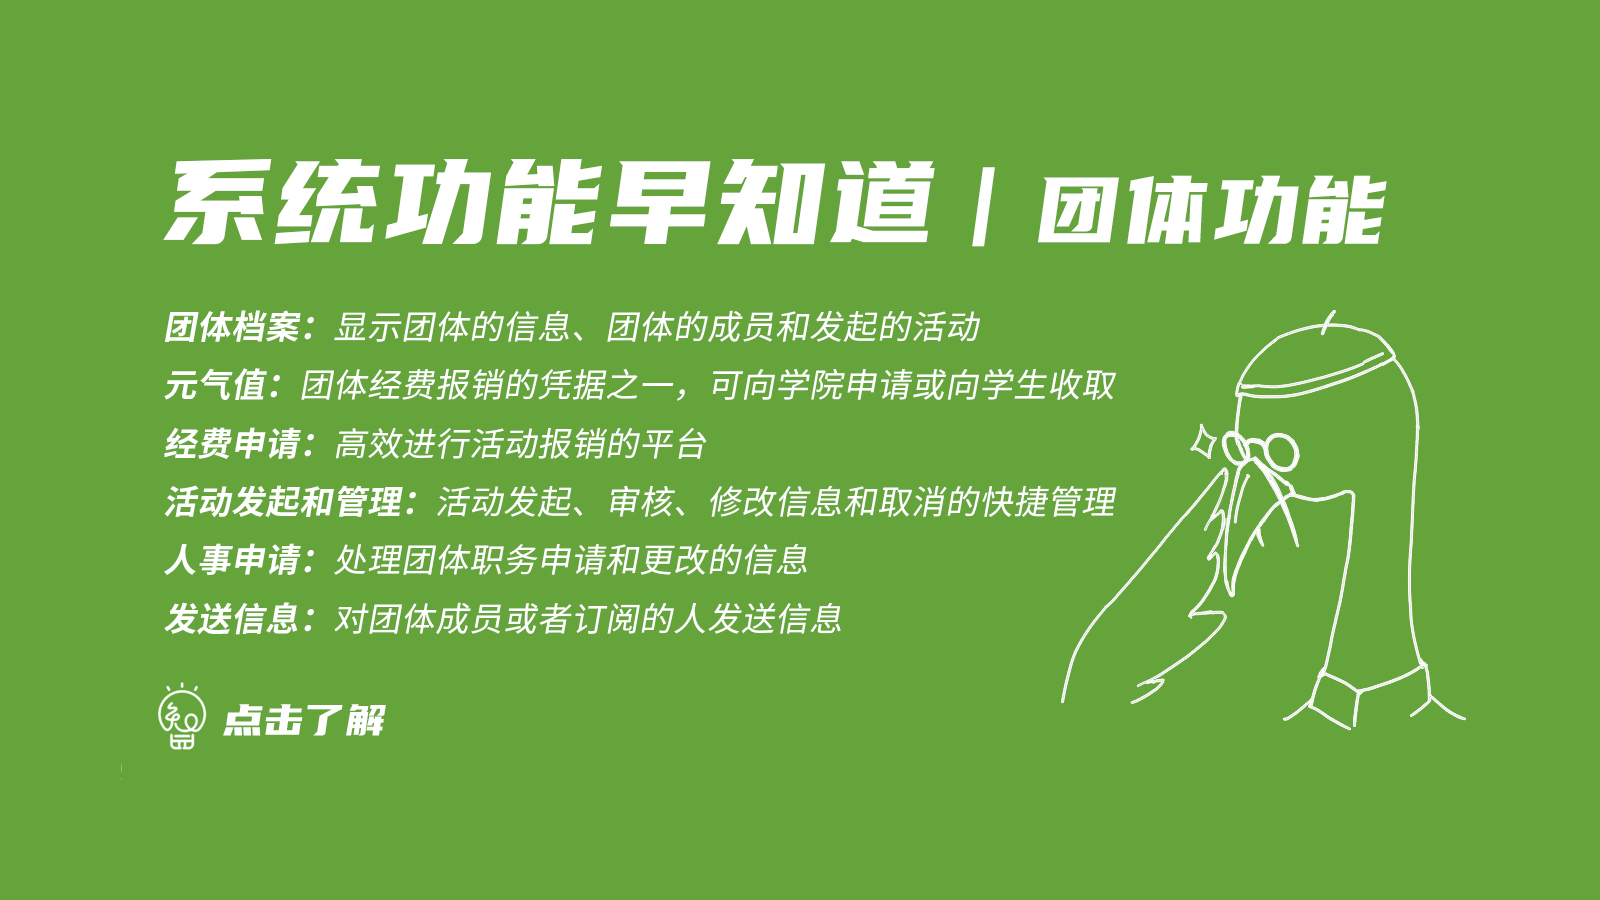 系统功能早知道 | 团体功能
团体档案：显示团体的信息、团体的成员和发起的活动
元气值：团体经费报销的凭据之一，可向学院申请或向学生收取
经费申请：高效进行活动报销的平台
活动发起和管理：活动发起、审核、修改信息和取消的快捷管理
人事申请：处理团体职务申请和更改的信息
发送信息：对团体成员或者订阅的人发送信息
点击了解